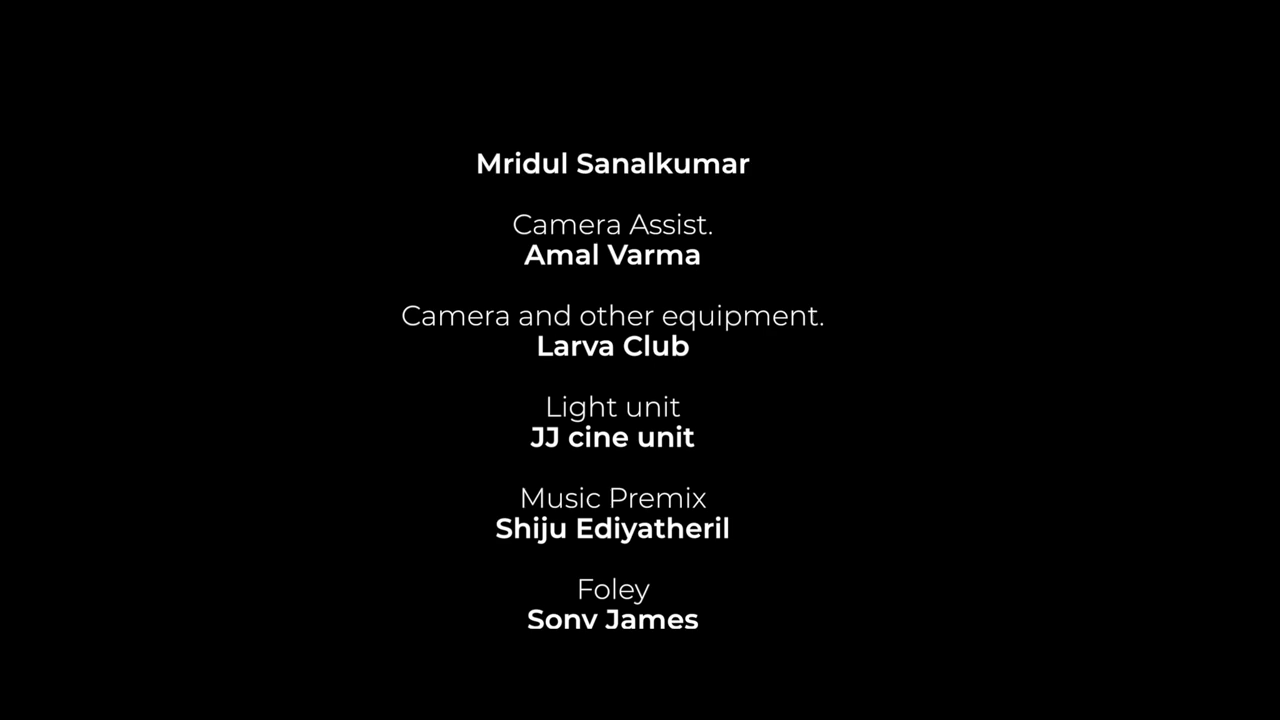 Mridul Sanalkumar
Camera Assist.
Amal Varma
Camera and other equipment.
Larva Club
Light unit
JJ cine unit
Music Premix
Shiju Ediyatheril
Foley
Sony James